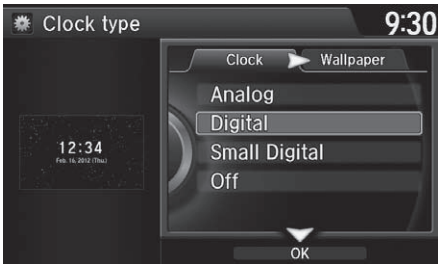 Clock type
9:30
Clock
Wallpaper
Analog
Digital
12:34
Feb. 16, 2012 (Thu.)
Small Digital
Off
OK